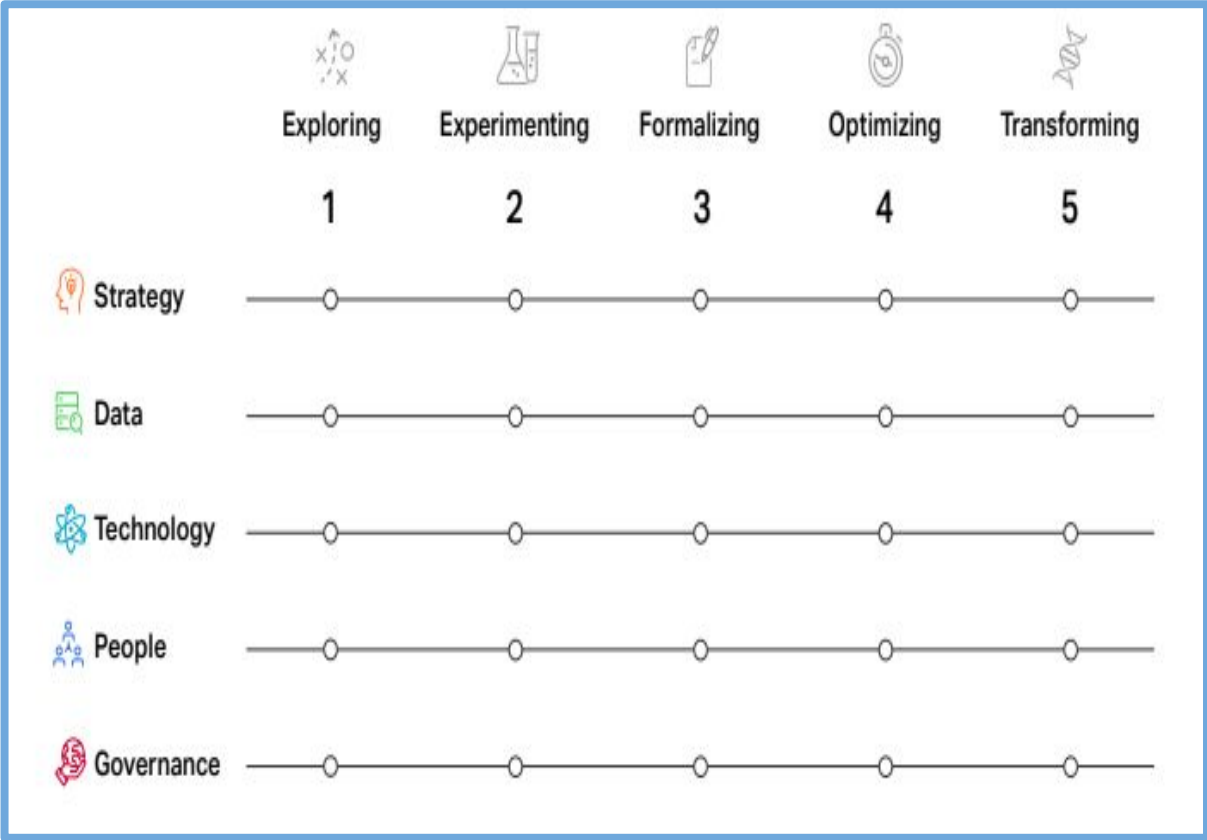 Exploring Experimenting Formalizing Optimizing Transforming
1 2 3 4 5
Strategy
Data
Technology
People
Governance